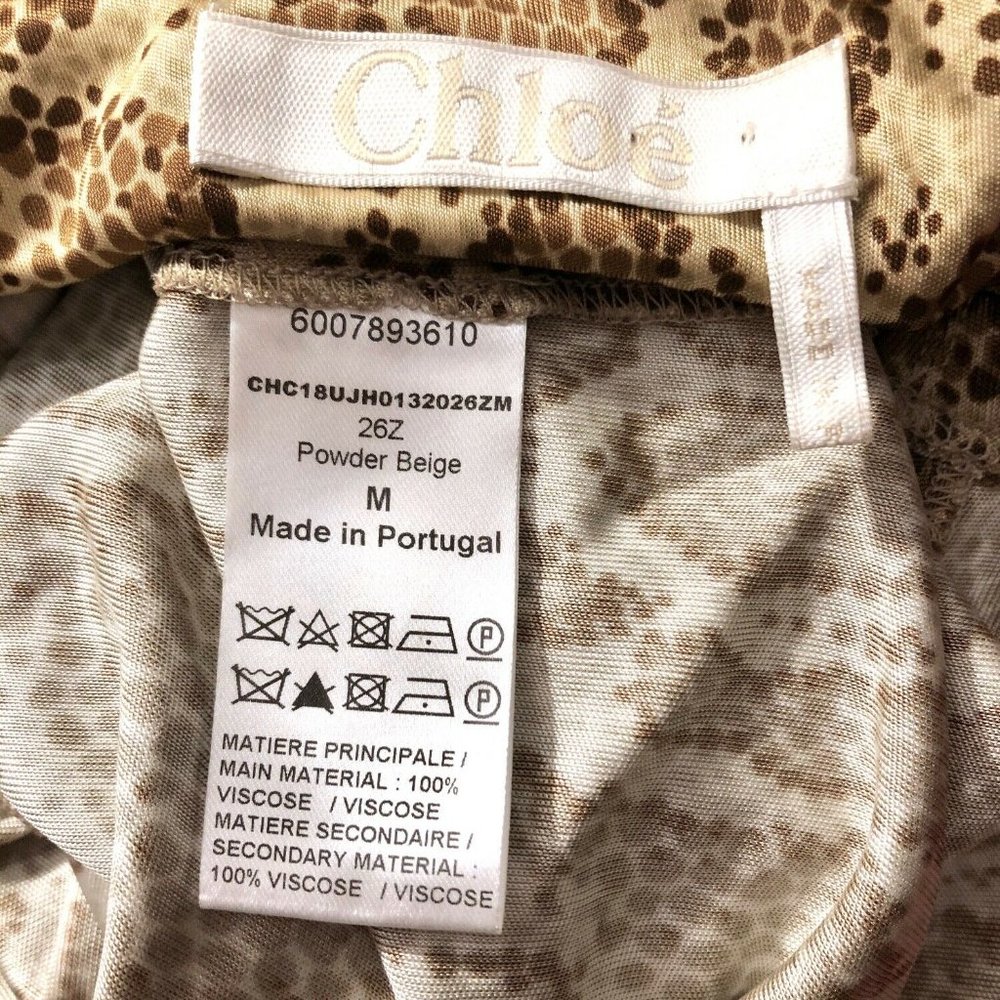 Chloé
MADE
6007893610
CHC18UJH0132026ZM
26Z
Powder Beige
M
Made in Portugal
P
P
MATIERE PRINCIPALE /
MAIN MATERIAL : 100%
VISCOSE / VISCOSE
MATIERE SECONDAIRE /
SECONDARY MATERIAL :
100% VISCOSE / VISCOSE